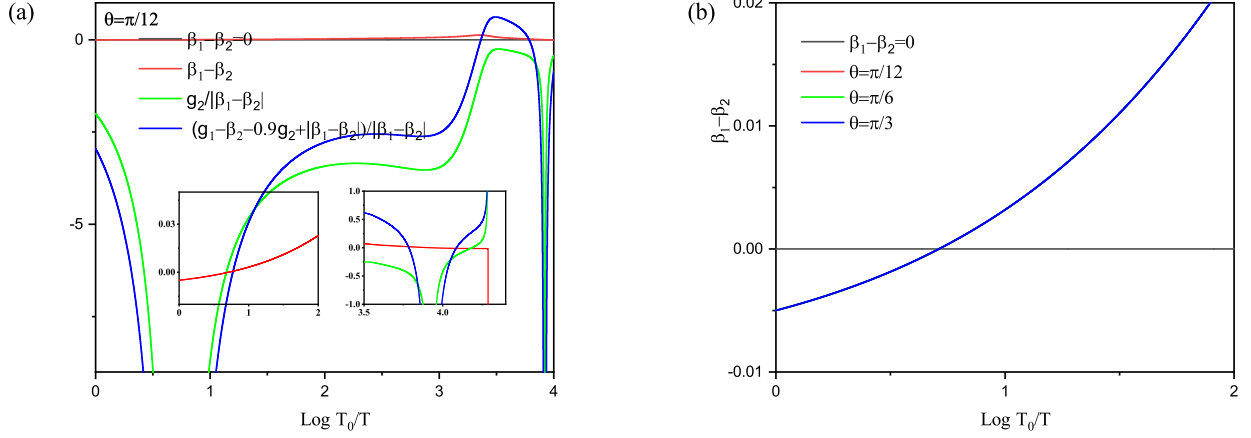 (a)
θ=π/12
β₁−β₂=0
β₁−β₂
g₂/|β₁−β₂|
(g₁−β₂−0.9g₂+|β₁−β₂|)/|β₁−β₂|
0
-5
0.03
0.00
0
1
2
1.0
0.5
0.0
-0.5
-1.0
3.5
4.0
0
1
2
3
4
Log T₀/T
(b)
β₁−β₂=0
θ=π/12
θ=π/6
θ=π/3
β₁−β₂
0.02
0.01
0.00
-0.01
0
1
2
Log T₀/T